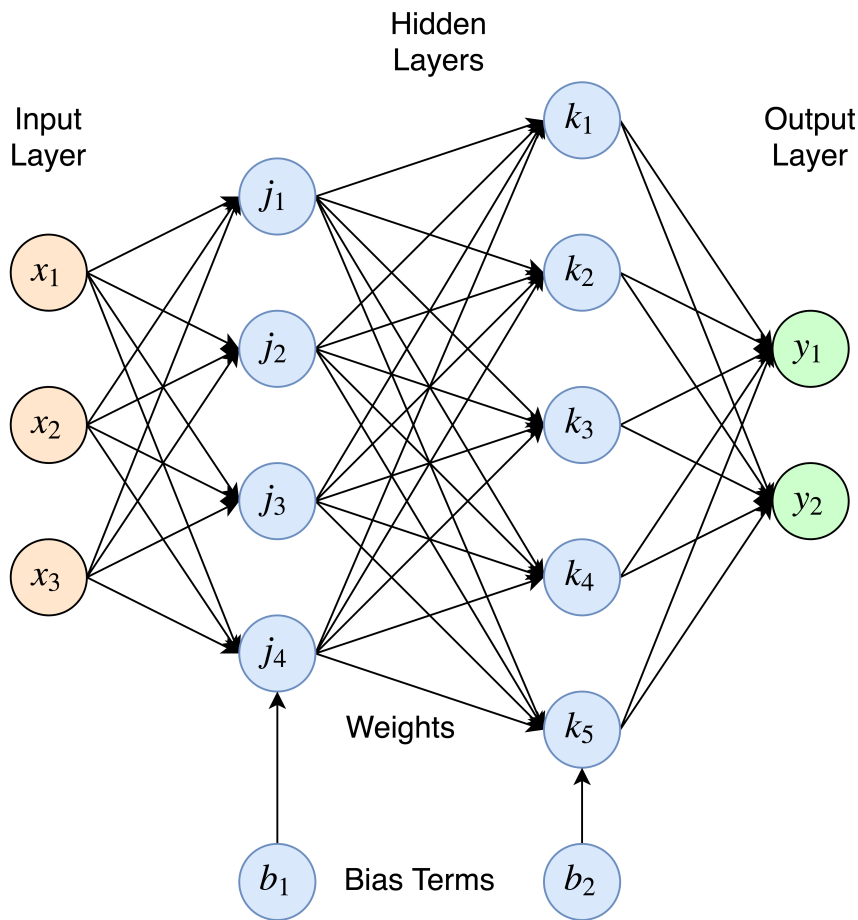 Hidden
Layers
Input
Layer
Output
Layer
k₁
j₁
x₁
k₂
j₂
y₁
x₂
k₃
j₃
y₂
x₃
k₄
j₄
Weights
k₅
b₁
Bias Terms
b₂